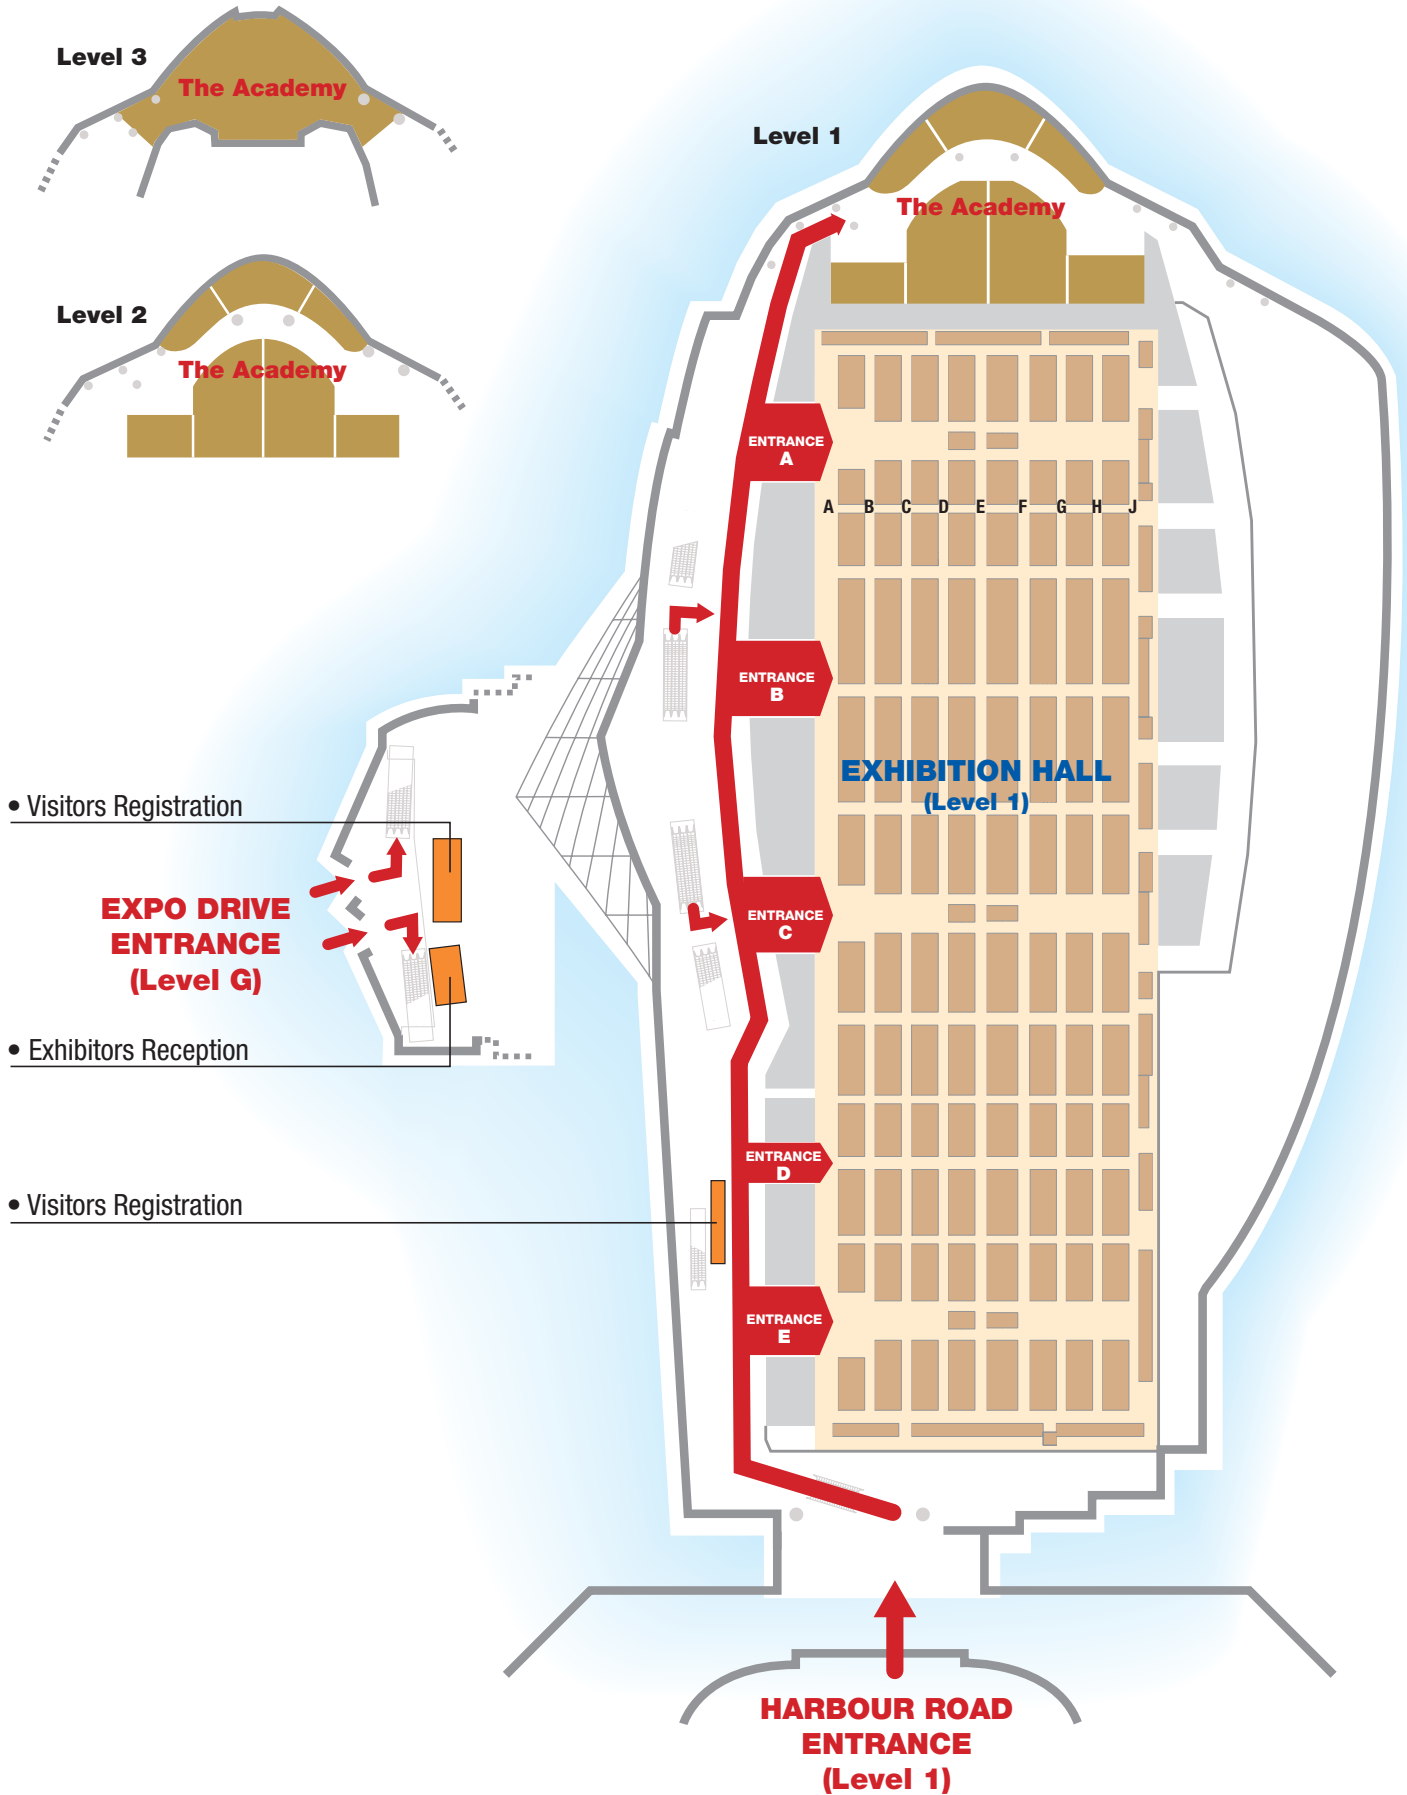 Level 3
The Academy
Level 1
The Academy
Level 2
The Academy
ENTRANCE
A
A B C D E F G H J
ENTRANCE
B
EXHIBITION HALL
(Level 1)
• Visitors Registration
EXPO DRIVE
ENTRANCE
(Level G)
ENTRANCE
C
• Exhibitors Reception
ENTRANCE
D
• Visitors Registration
ENTRANCE
E
HARBOUR ROAD
ENTRANCE
(Level 1)